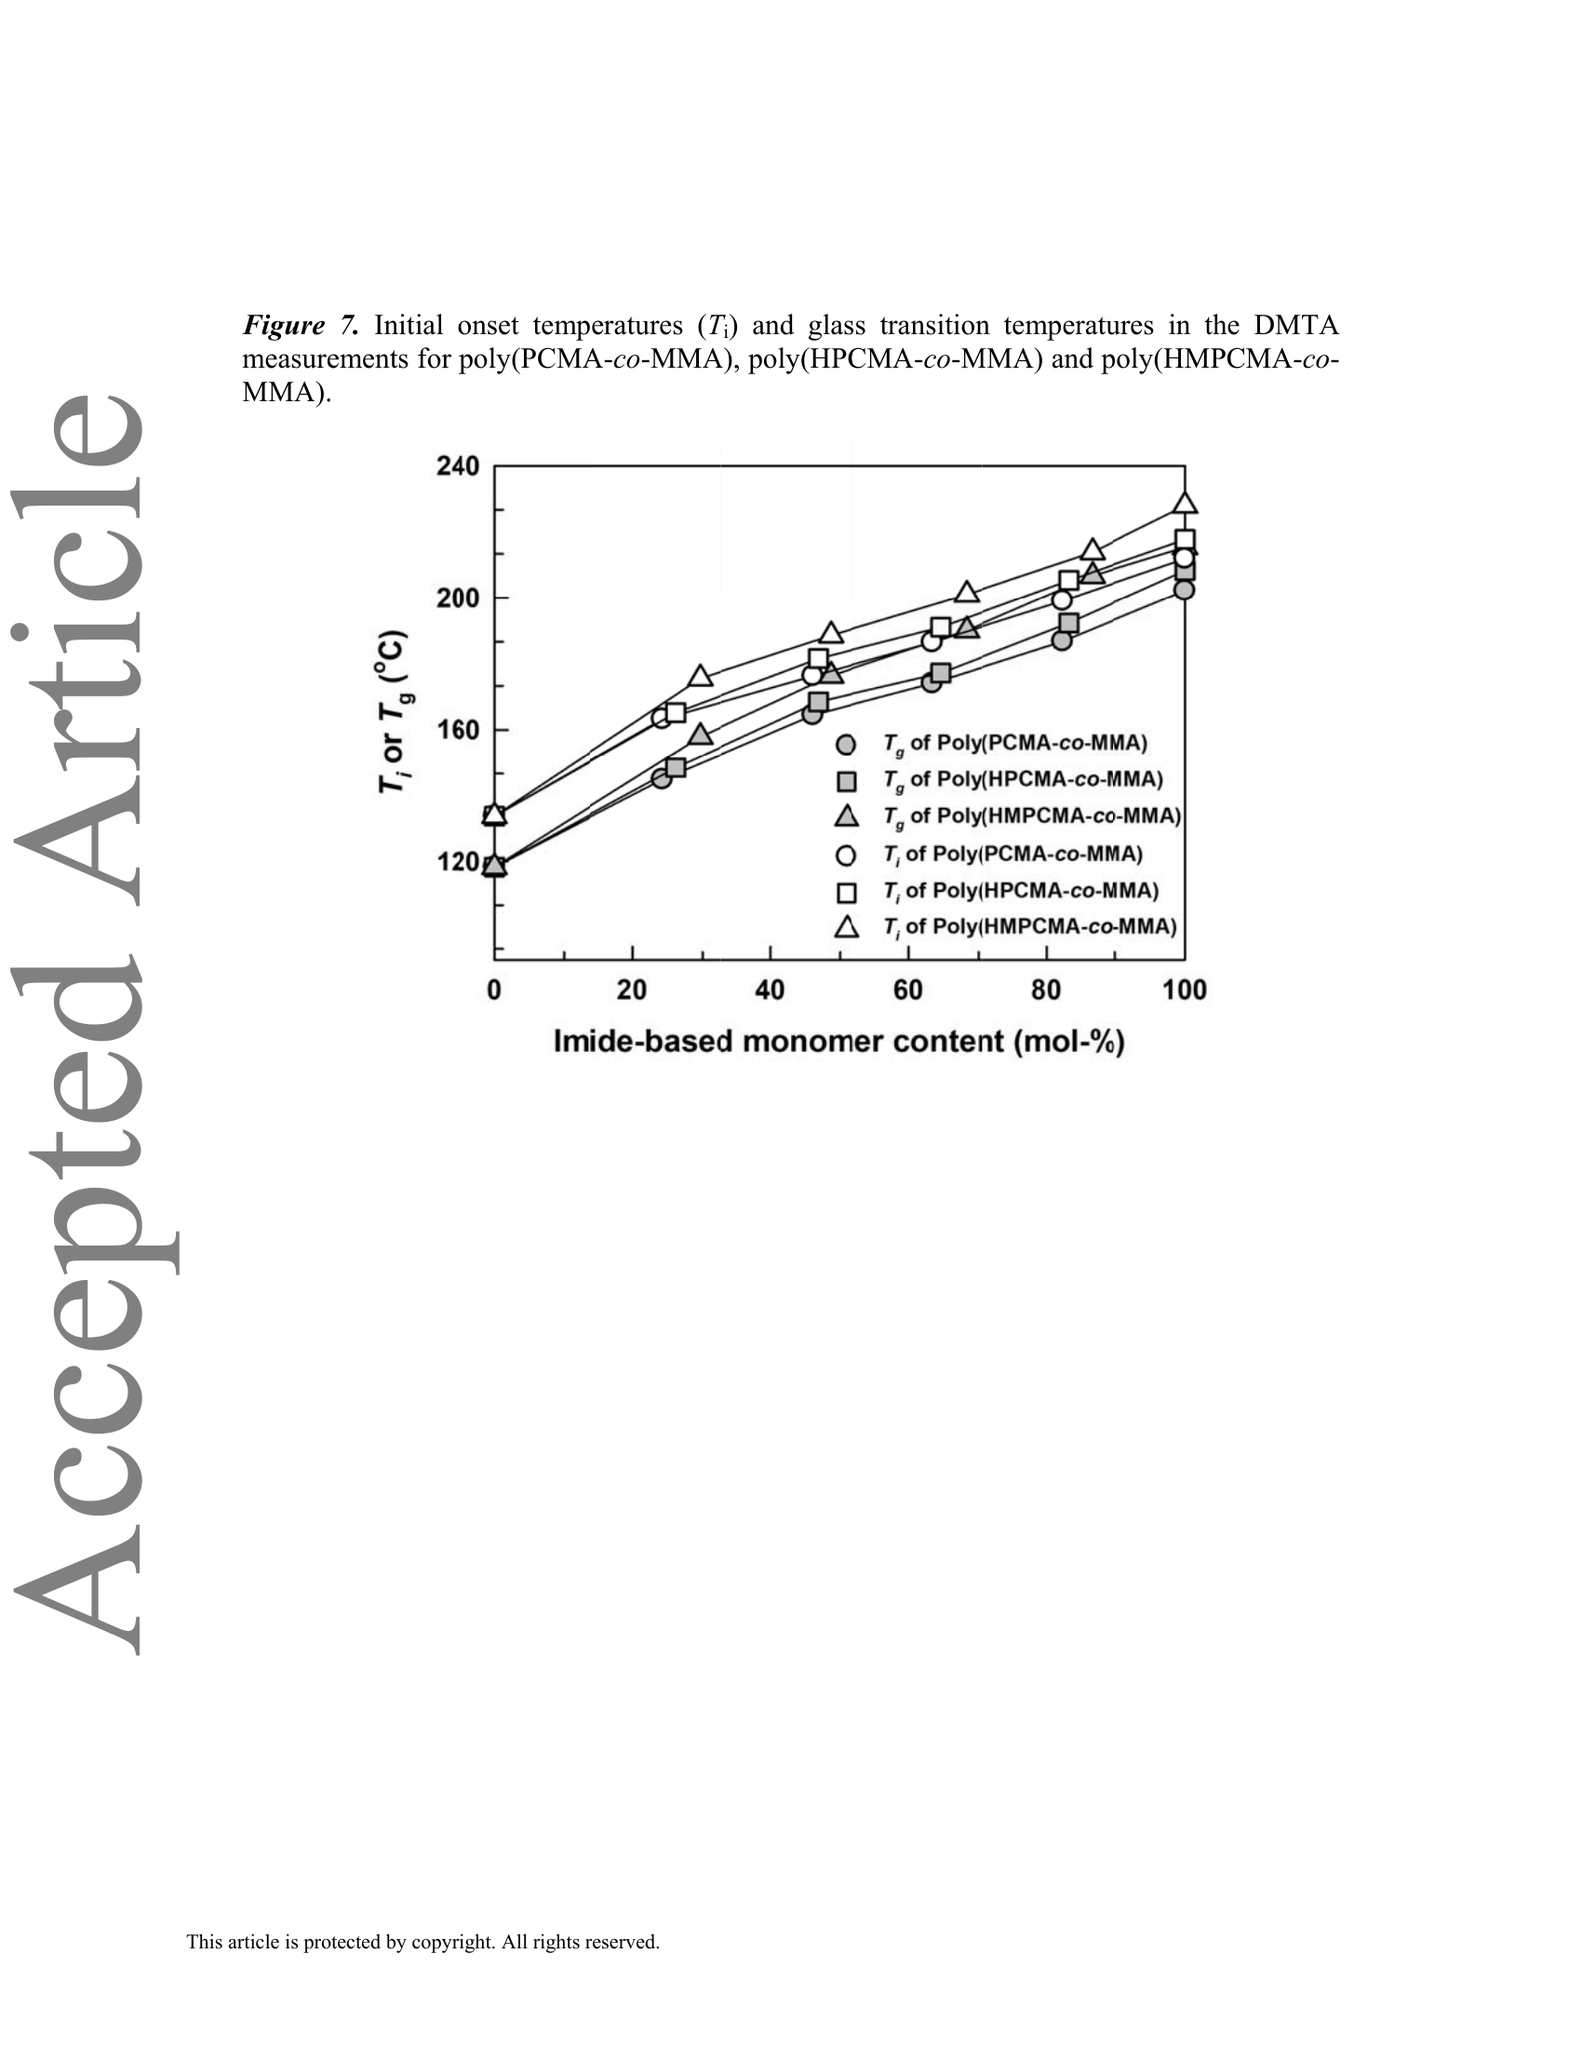 Figure 7. Initial onset temperatures (Ti) and glass transition temperatures in the DMTA
measurements for poly(PCMA-co-MMA), poly(HPCMA-co-MMA) and poly(HMPCMA-co-
MMA).
240
200
160
120
Ti or Tg (°C)
Tg of Poly(PCMA-co-MMA)
Tg of Poly(HPCMA-co-MMA)
Tg of Poly(HMPCMA-co-MMA)
Ti of Poly(PCMA-co-MMA)
Ti of Poly(HPCMA-co-MMA)
Ti of Poly(HMPCMA-co-MMA)
0 20 40 60 80 100
Imide-based monomer content (mol-%)
Accepted Article
This article is protected by copyright. All rights reserved.